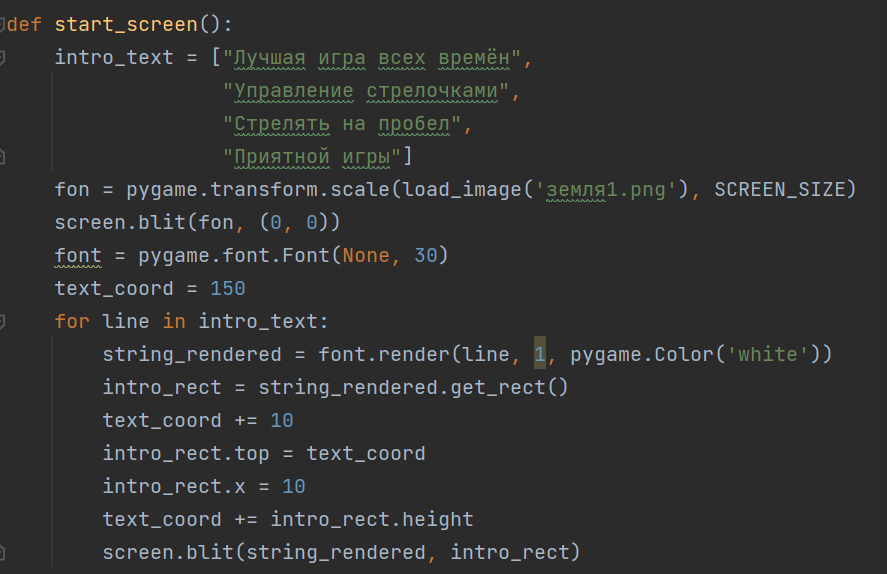 def start_screen():
    intro_text = ["Лучшая игра всех времён",
                  "Управление стрелочками",
                  "Стрелять на пробел",
                  "Приятной игры"]
    fon = pygame.transform.scale(load_image('земля1.png'), SCREEN_SIZE)
    screen.blit(fon, (0, 0))
    font = pygame.font.Font(None, 30)
    text_coord = 150
    for line in intro_text:
        string_rendered = font.render(line, 1, pygame.Color('white'))
        intro_rect = string_rendered.get_rect()
        text_coord += 10
        intro_rect.top = text_coord
        intro_rect.x = 10
        text_coord += intro_rect.height
        screen.blit(string_rendered, intro_rect)